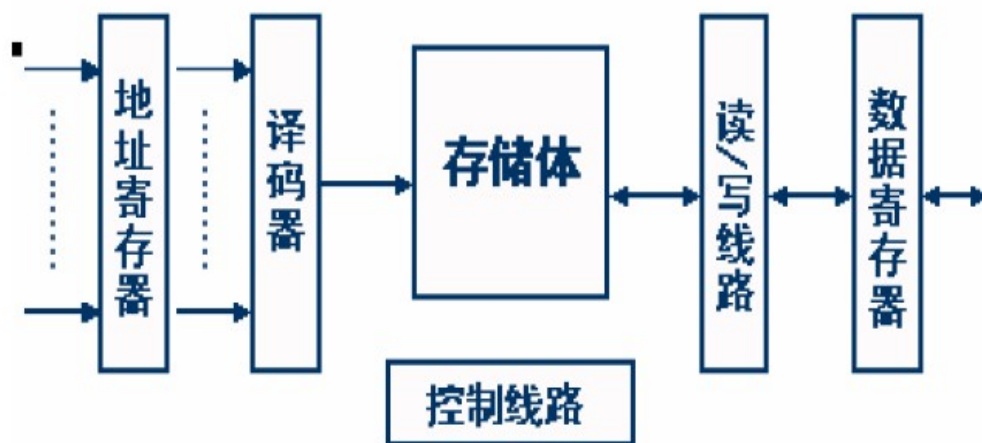 地址寄存器
译码器
存储体
读/写线路
数据寄存器
控制线路